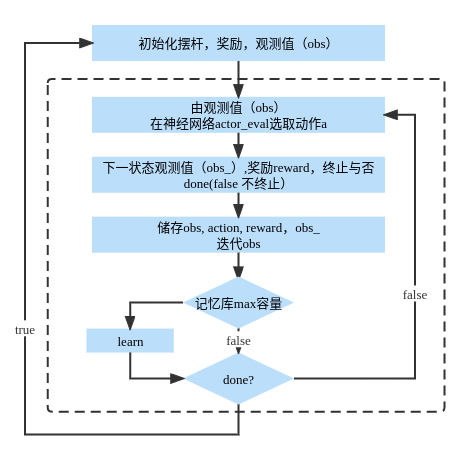 初始化摆杆，奖励，观测值（obs）
由观测值（obs）
在神经网络actor_eval选取动作a
下一状态观测值（obs_）,奖励reward，终止与否
done(false 不终止）
储存obs, action, reward，obs_
迭代obs
记忆库max容量
false
true
learn
false
done?